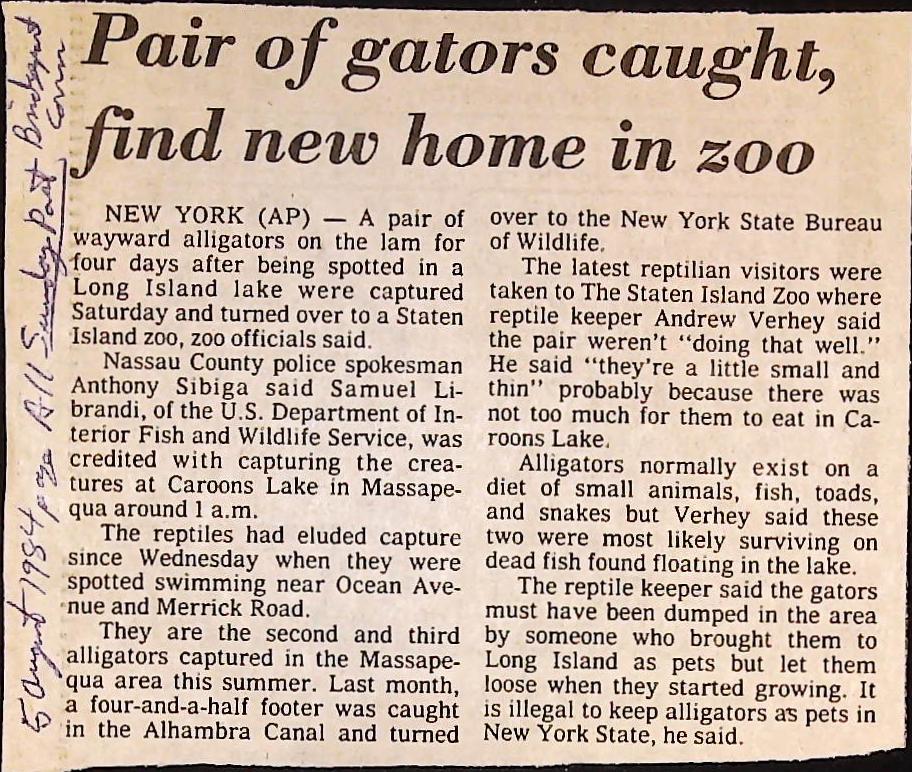 Pair of gators caught,
find new home in zoo
NEW YORK (AP) — A pair of
wayward alligators on the lam for
four days after being spotted in a
Long Island lake were captured
Saturday and turned over to a Staten
Island zoo, zoo officials said.
Nassau County police spokesman
Anthony Sibiga said Samuel Li-
brandi, of the U.S. Department of In-
terior Fish and Wildlife Service, was
credited with capturing the crea-
tures at Caroons Lake in Massape-
qua around 1 a.m.
The reptiles had eluded capture
since Wednesday when they were
spotted swimming near Ocean Ave-
nue and Merrick Road.
They are the second and third
alligators captured in the Massape-
qua area this summer. Last month,
a four-and-a-half footer was caught
in the Alhambra Canal and turned
over to the New York State Bureau
of Wildlife.
The latest reptilian visitors were
taken to The Staten Island Zoo where
reptile keeper Andrew Verhey said
the pair weren't "doing that well."
He said "they're a little small and
thin" probably because there was
not too much for them to eat in Ca-
roons Lake.
Alligators normally exist on a
diet of small animals, fish, toads,
and snakes but Verhey said these
two were most likely surviving on
dead fish found floating in the lake.
The reptile keeper said the gators
must have been dumped in the area
by someone who brought them to
Long Island as pets but let them
loose when they started growing. It
is illegal to keep alligators as pets in
New York State, he said.
5 August 1984 page A11 Sunday Post Bridgeport
Conn